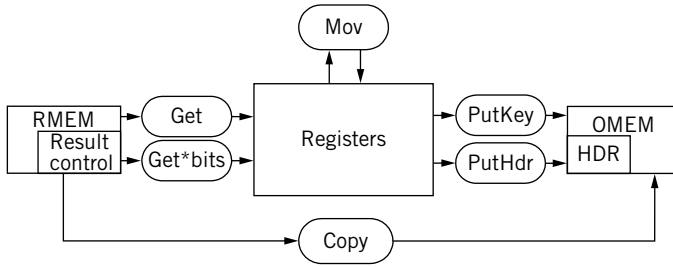 Mov
RMEM
Result
control
Get
Get*bits
Registers
PutKey
PutHdr
OMEM
HDR
Copy